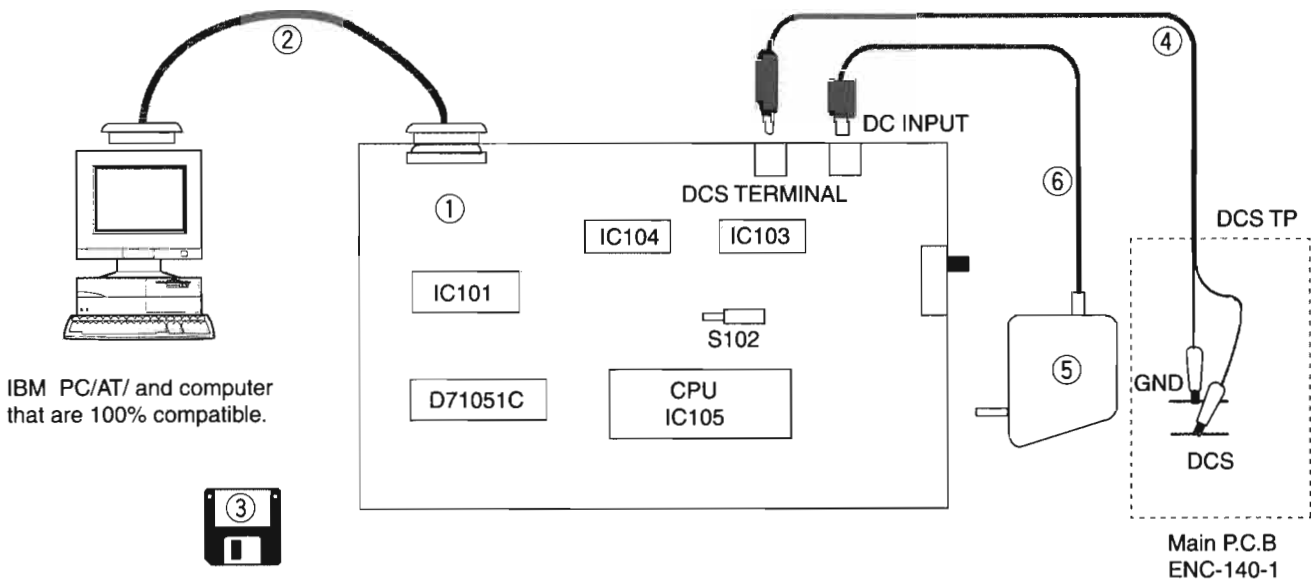 ②
④
DC INPUT
DCS TERMINAL
①
⑥
DCS TP
IC104
IC103
IC101
S102
⑤
GND
IBM PC/AT/ and computer
that are 100% compatible.
D71051C
CPU
IC105
DCS
③
Main P.C.B
ENC-140-1